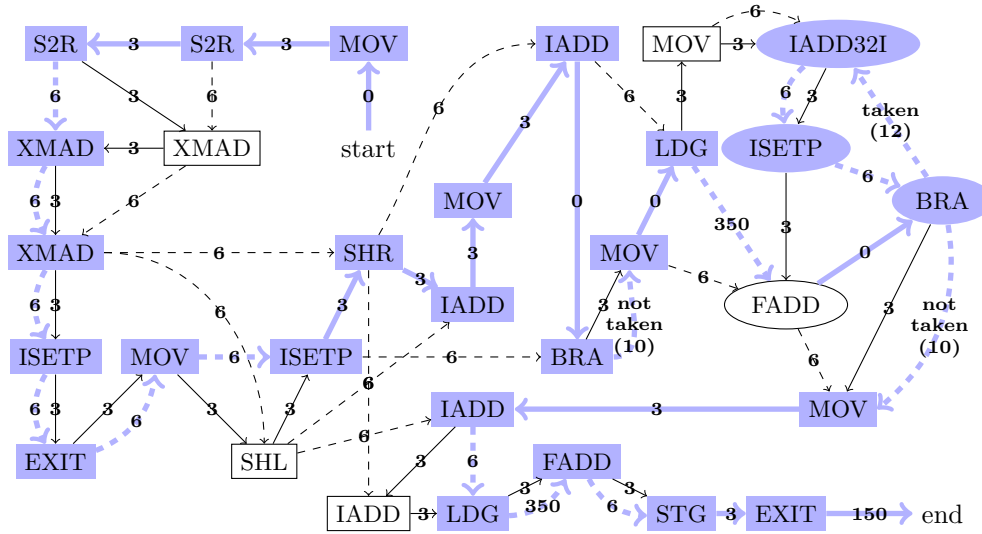 S2R 3 S2R 3 MOV IADD MOV 6 3 IADD32I
6 3 6 0 6 6 3 6 3 taken
(12)
XMAD 3 XMAD start 3 LDG ISETP
6 3 6 MOV 0 350 3 6 BRA
XMAD 6 SHR 3 3 0 MOV 6 0
6 3 6 3 IADD 3 not
taken
(10) FADD 3 not
taken
(10)
ISETP MOV 6 ISETP 6 BRA 6
6 3 3 6 3 3 6 6 IADD 3 MOV
EXIT SHL 6 3 6 FADD
IADD 3 LDG 3 350 6 3 STG 3 EXIT 150 end